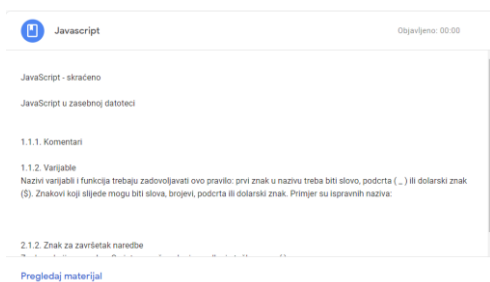 Javascript
Objavljeno: 00:00
JavaScript - skraćeno
JavaScript u zasebnoj datoteci
1.1.1. Komentari
1.1.2. Varijable
Nazivi varijabli i funkcija trebaju zadovoljavati ovo pravilo: prvi znak u nazivu treba biti slovo, podcrta ( _ ) ili dolarski znak
($). Znakovi koji slijede mogu biti slova, brojevi, podcrta ili dolarski znak. Primjer su ispravnih naziva:
2.1.2. Znak za završetak naredbe
Pregledaj materijal